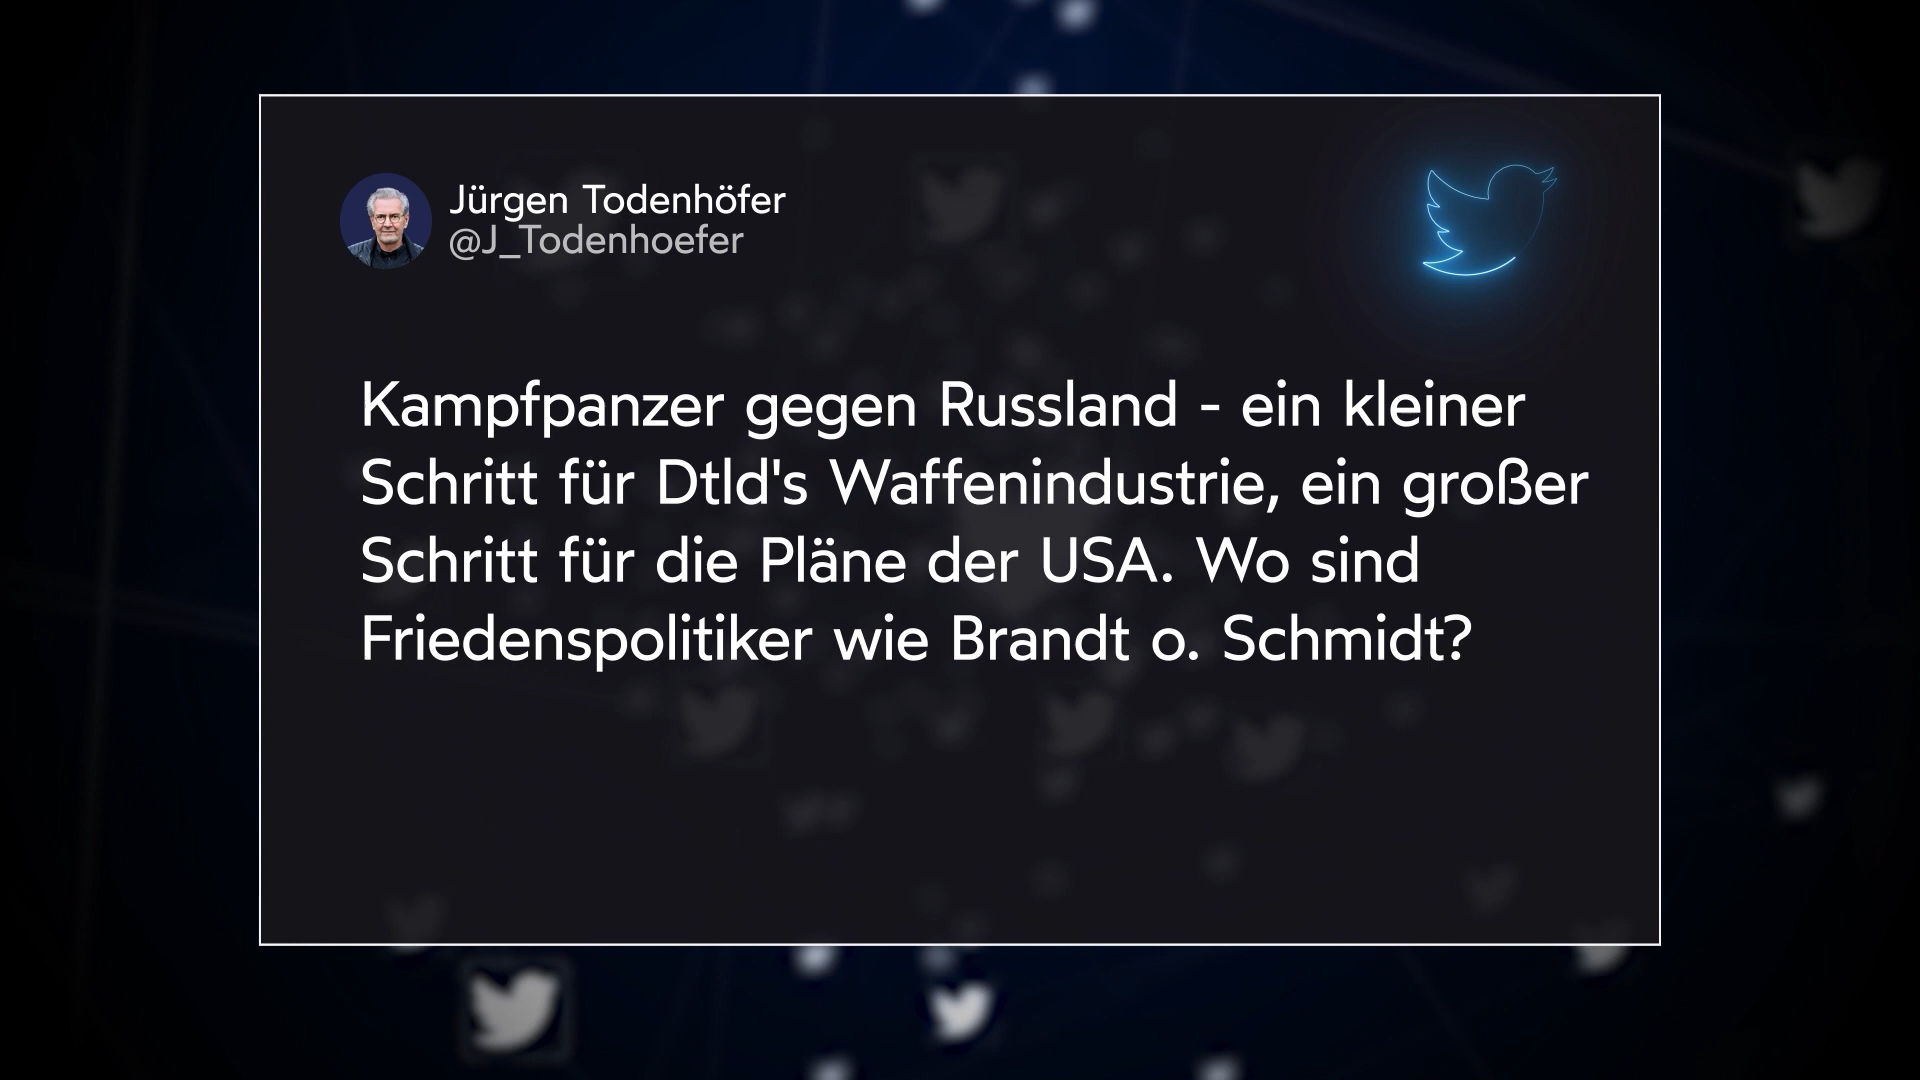 Jürgen Todenhöfer
@J_Todenhoefer
Kampfpanzer gegen Russland - ein kleiner
Schritt für Dtld's Waffenindustrie, ein großer
Schritt für die Pläne der USA. Wo sind
Friedenspolitiker wie Brandt o. Schmidt?